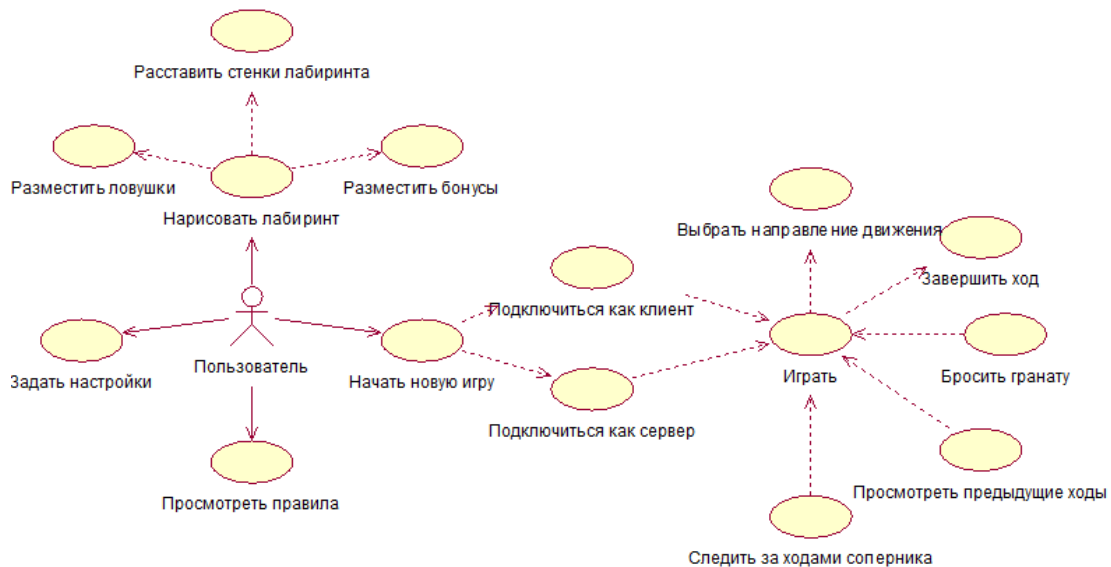 Расставить стенки лабиринта
Разместить ловушки
Разместить бонусы
Нарисовать лабиринт
Выбрать направление движения
Завершить ход
Подключиться как клиент
Задать настройки
Пользователь
Начать новую игру
Играть
Бросить гранату
Подключиться как сервер
Просмотреть правила
Просмотреть предыдущие ходы
Следить за ходами соперника